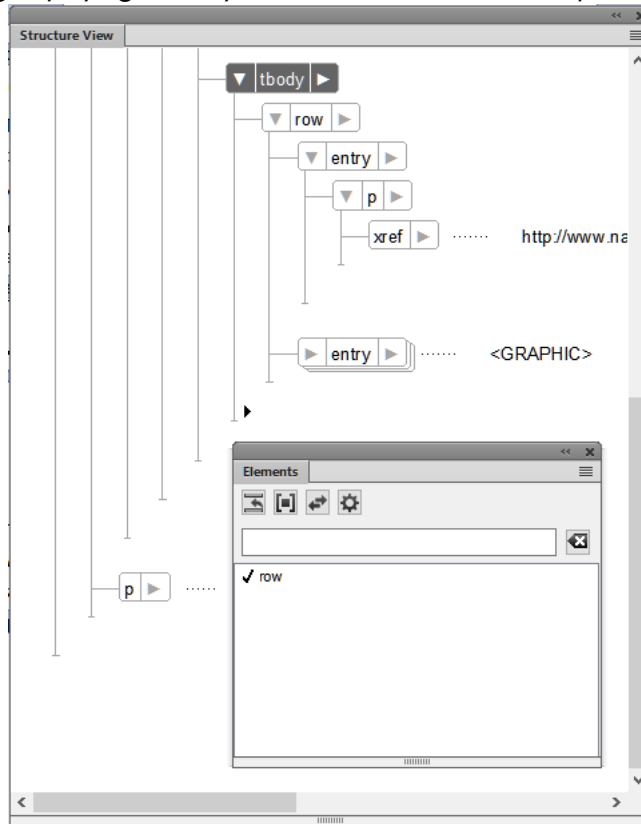 Structure View
tbody
row
entry
p
xref http://www.na
entry <GRAPHIC>
Elements
row
p